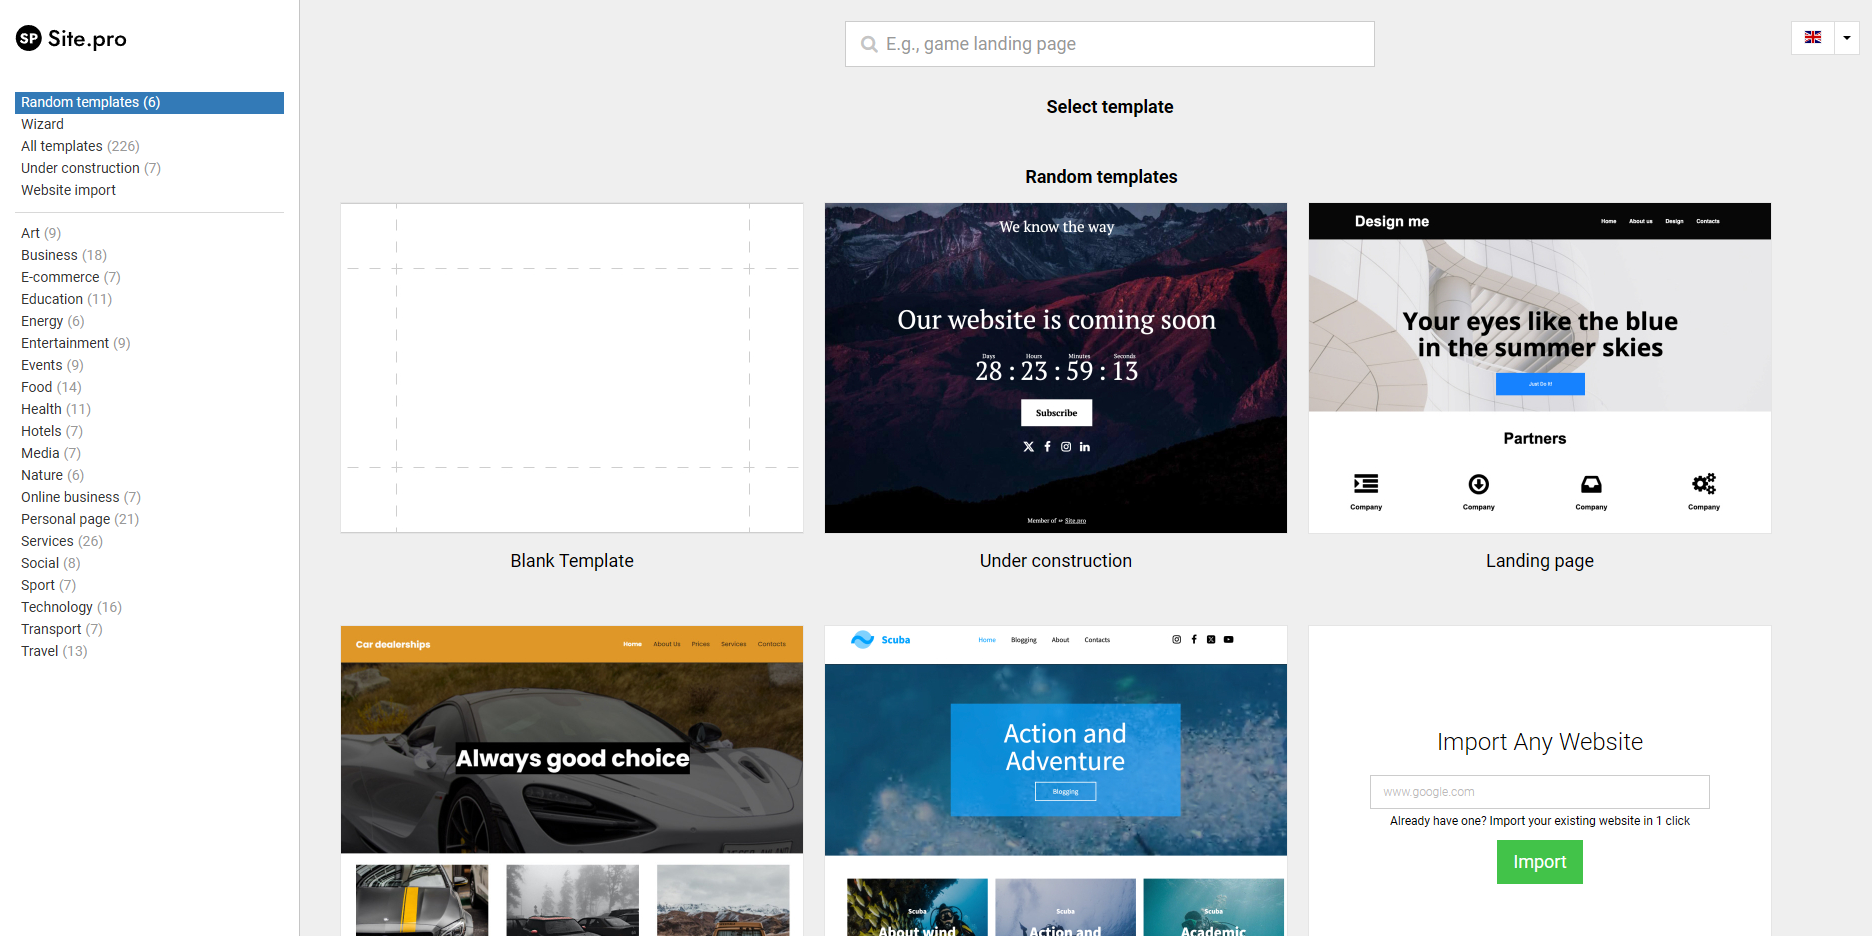 SP Site.pro
E.g., game landing page
Random templates (6)
Wizard
All templates (226)
Under construction (7)
Website import
Art (9)
Business (18)
E-commerce (7)
Education (11)
Energy (6)
Entertainment (9)
Events (9)
Food (14)
Health (11)
Hotels (7)
Media (7)
Nature (6)
Online business (7)
Personal page (21)
Services (26)
Social (8)
Sport (7)
Technology (16)
Transport (7)
Travel (13)
Select template
Random templates
We know the way
Our website is coming soon
Days Hours Minutes Seconds
28 : 23 : 59 : 13
Subscribe
Member of Site.pro
Design me
Home About us Design Contacts
Your eyes like the blue
in the summer skies
Just Do It!
Partners
Company Company Company Company
Blank Template
Under construction
Landing page
Car dealerships
Home About Us Prices Services Contacts
Always good choice
Scuba
Home Blogging About Contacts
Action and
Adventure
Blogging
Scuba
About wind
Scuba
Action and
Scuba
Academic
Import Any Website
www.google.com
Already have one? Import your existing website in 1 click
Import